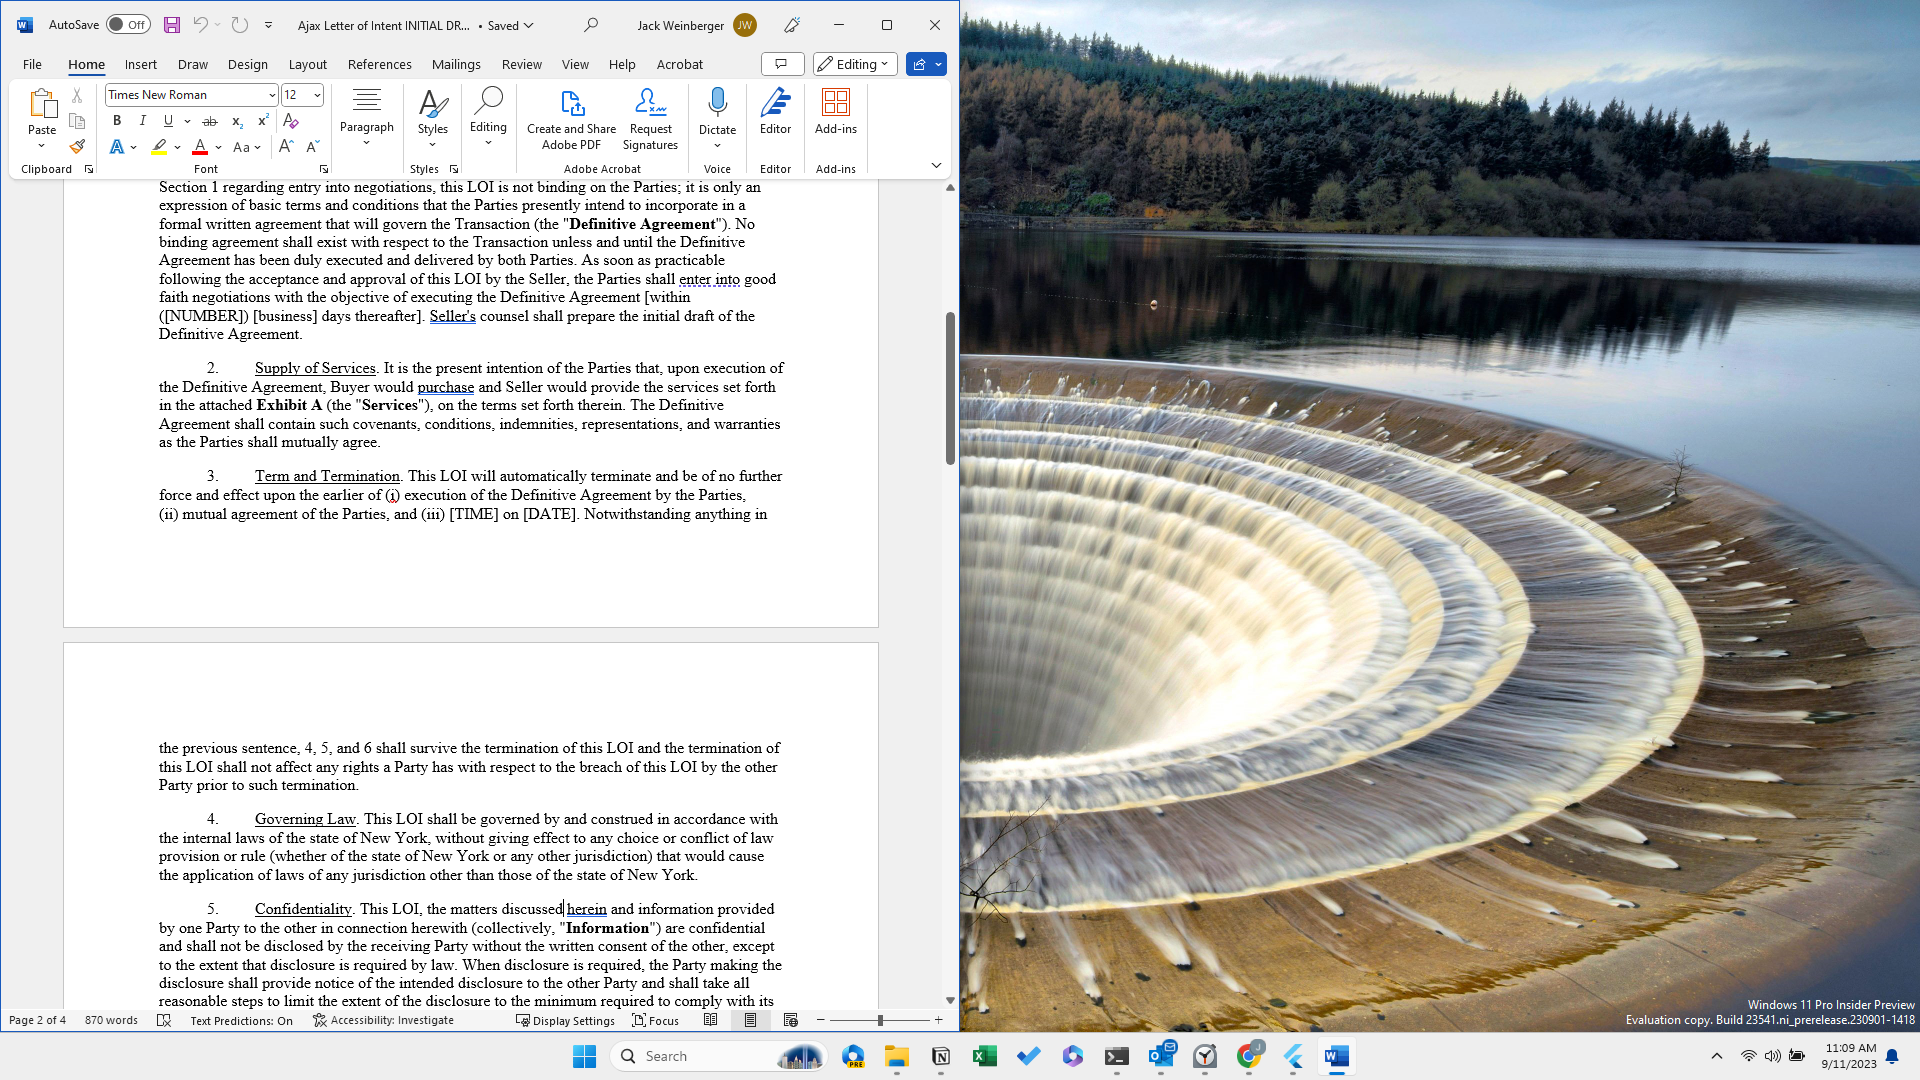 AutoSave Off Ajax Letter of Intent INITIAL DR... • Saved Jack Weinberger JW
File Home Insert Draw Design Layout References Mailings Review View Help Acrobat Editing
Times New Roman 12
Paste Paragraph Styles Editing Create and Share Adobe PDF Request Signatures Dictate Editor Add-ins
B I U ab x₂ x² A
A A Aa A A
Clipboard Font Styles Adobe Acrobat Voice Editor Add-ins
Section 1 regarding entry into negotiations, this LOI is not binding on the Parties; it is only an
expression of basic terms and conditions that the Parties presently intend to incorporate in a
formal written agreement that will govern the Transaction (the "Definitive Agreement"). No
binding agreement shall exist with respect to the Transaction unless and until the Definitive
Agreement has been duly executed and delivered by both Parties. As soon as practicable
following the acceptance and approval of this LOI by the Seller, the Parties shall enter into good
faith negotiations with the objective of executing the Definitive Agreement [within
([NUMBER]) [business] days thereafter]. Seller's counsel shall prepare the initial draft of the
Definitive Agreement.
2. Supply of Services. It is the present intention of the Parties that, upon execution of
the Definitive Agreement, Buyer would purchase and Seller would provide the services set forth
in the attached Exhibit A (the "Services"), on the terms set forth therein. The Definitive
Agreement shall contain such covenants, conditions, indemnities, representations, and warranties
as the Parties shall mutually agree.
3. Term and Termination. This LOI will automatically terminate and be of no further
force and effect upon the earlier of (i) execution of the Definitive Agreement by the Parties,
(ii) mutual agreement of the Parties, and (iii) [TIME] on [DATE]. Notwithstanding anything in
the previous sentence, 4, 5, and 6 shall survive the termination of this LOI and the termination of
this LOI shall not affect any rights a Party has with respect to the breach of this LOI by the other
Party prior to such termination.
4. Governing Law. This LOI shall be governed by and construed in accordance with
the internal laws of the state of New York, without giving effect to any choice or conflict of law
provision or rule (whether of the state of New York or any other jurisdiction) that would cause
the application of laws of any jurisdiction other than those of the state of New York.
5. Confidentiality. This LOI, the matters discussed herein and information provided
by one Party to the other in connection herewith (collectively, "Information") are confidential
and shall not be disclosed by the receiving Party without the written consent of the other, except
to the extent that disclosure is required by law. When disclosure is required, the Party making the
disclosure shall provide notice of the intended disclosure to the other Party and shall take all
reasonable steps to limit the extent of the disclosure to the minimum required to comply with its
Page 2 of 4 870 words Text Predictions: On Accessibility: Investigate Display Settings Focus
Windows 11 Pro Insider Preview
Evaluation copy. Build 23541.ni_prerelease.230901-1418
Search PRE J 11:09 AM
9/11/2023